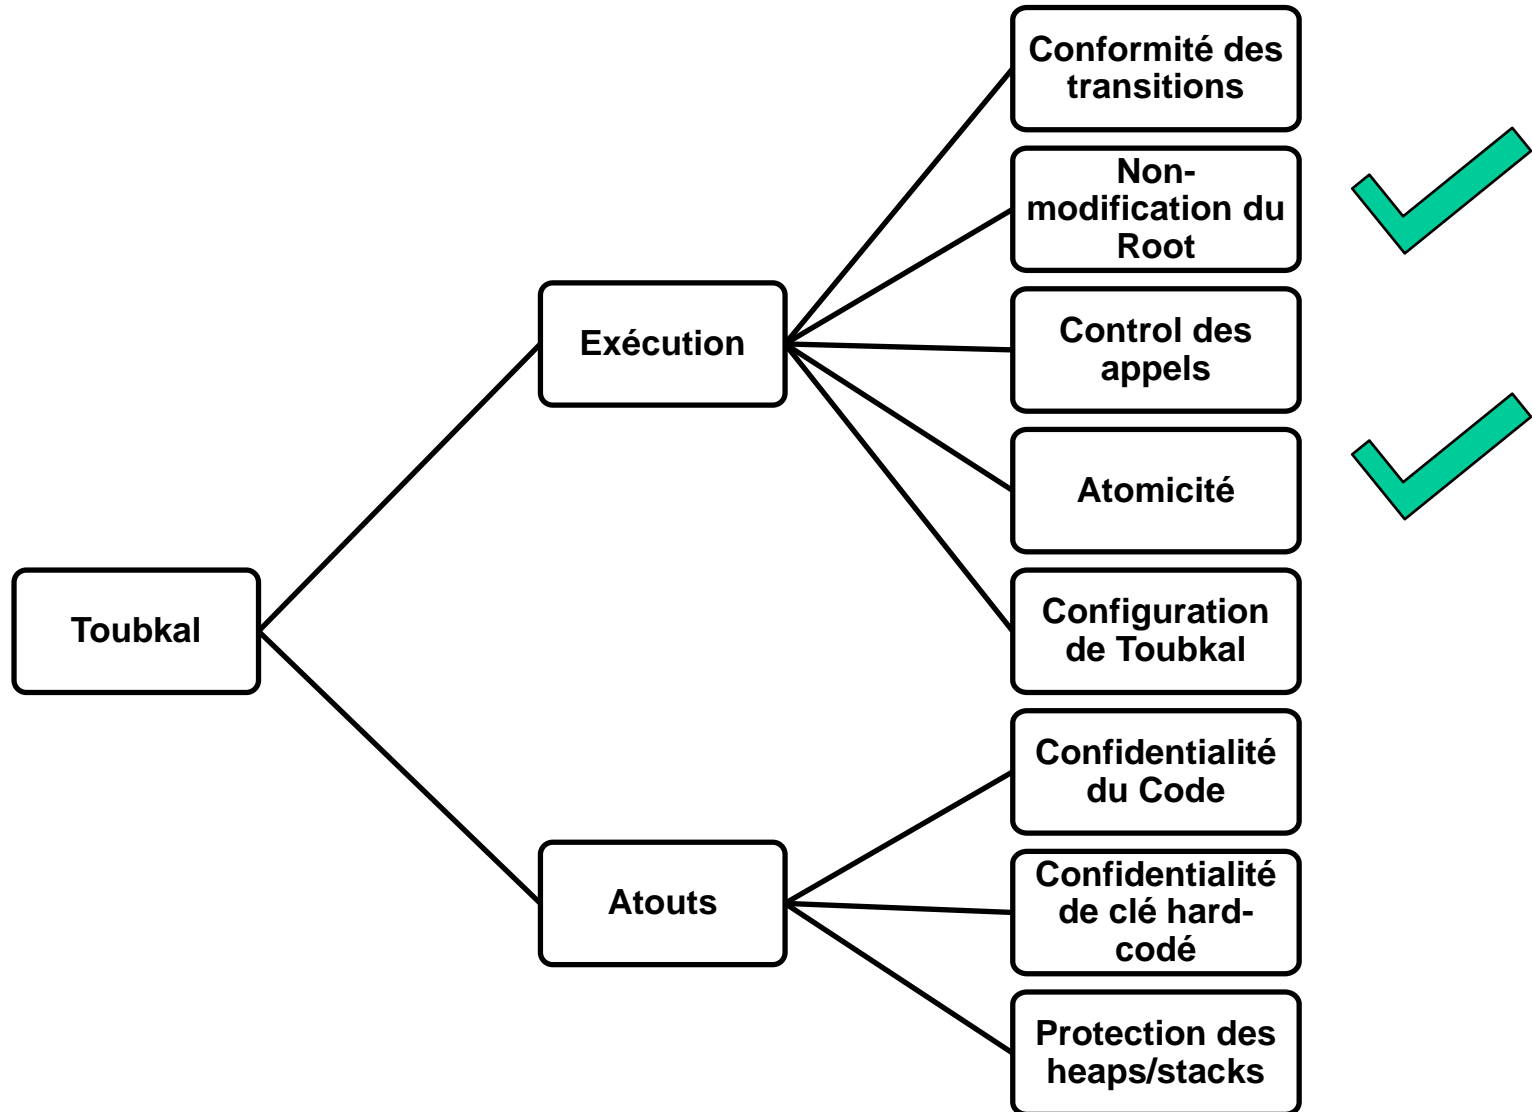 Conformité des
transitions
Non-
modification du
Root
Exécution
Control des
appels
Atomicité
Toubkal
Configuration
de Toubkal
Confidentialité
du Code
Atouts
Confidentialité
de clé hard-
codé
Protection des
heaps/stacks